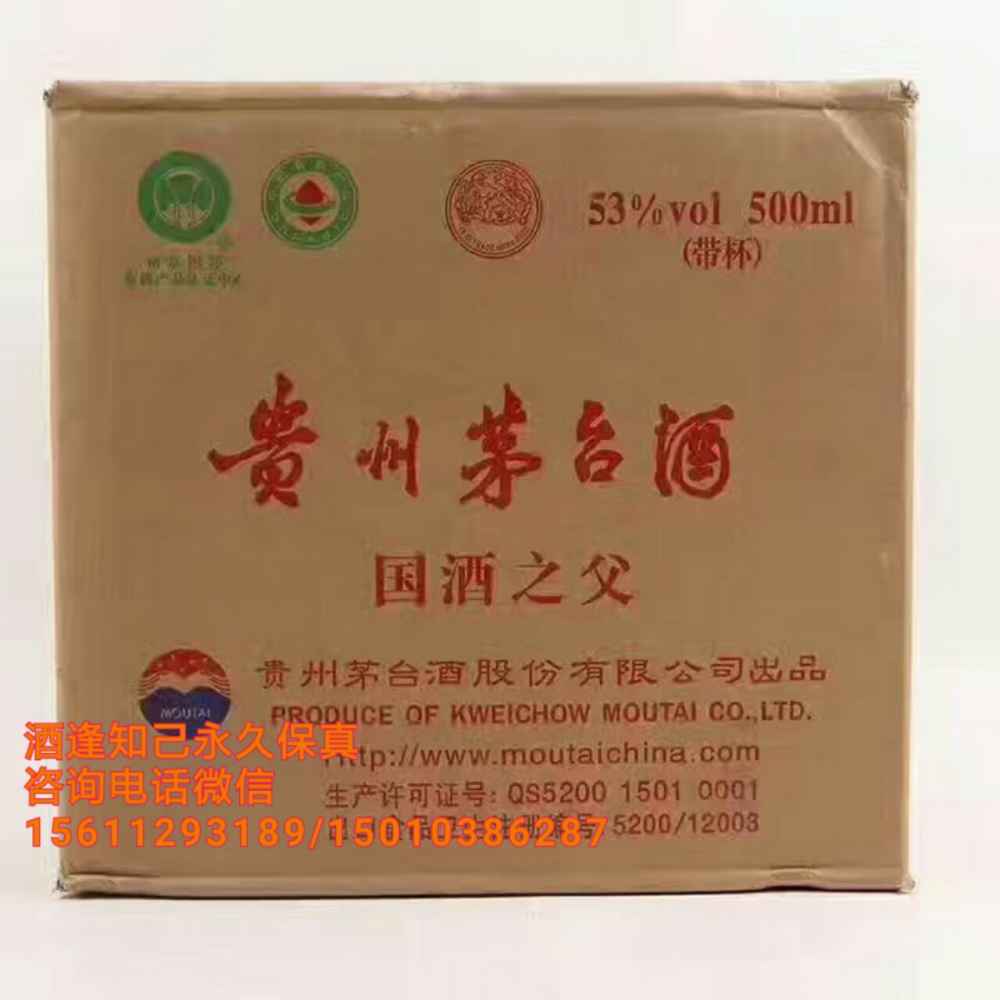 53%vol 500ml
(带杯)
贵州茅台酒
国酒之父
MOUTAI
贵州茅台酒股份有限公司出品
PRODUCE OF KWEICHOW MOUTAI CO.,LTD.
Http://www.moutaichina.com
生产许可证号: QS5200 1501 0001
5200/12003
酒逢知己永久保真
咨询电话微信
15611293189/15010386287